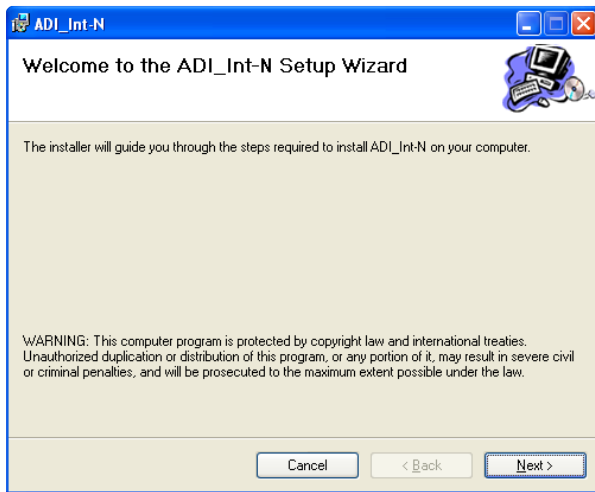 ADI_Int-N
Welcome to the ADI_Int-N Setup Wizard
The installer will guide you through the steps required to install ADI_Int-N on your computer.
WARNING: This computer program is protected by copyright law and international treaties.
Unauthorized duplication or distribution of this program, or any portion of it, may result in severe civil
or criminal penalties, and will be prosecuted to the maximum extent possible under the law.
Cancel
< Back
Next >